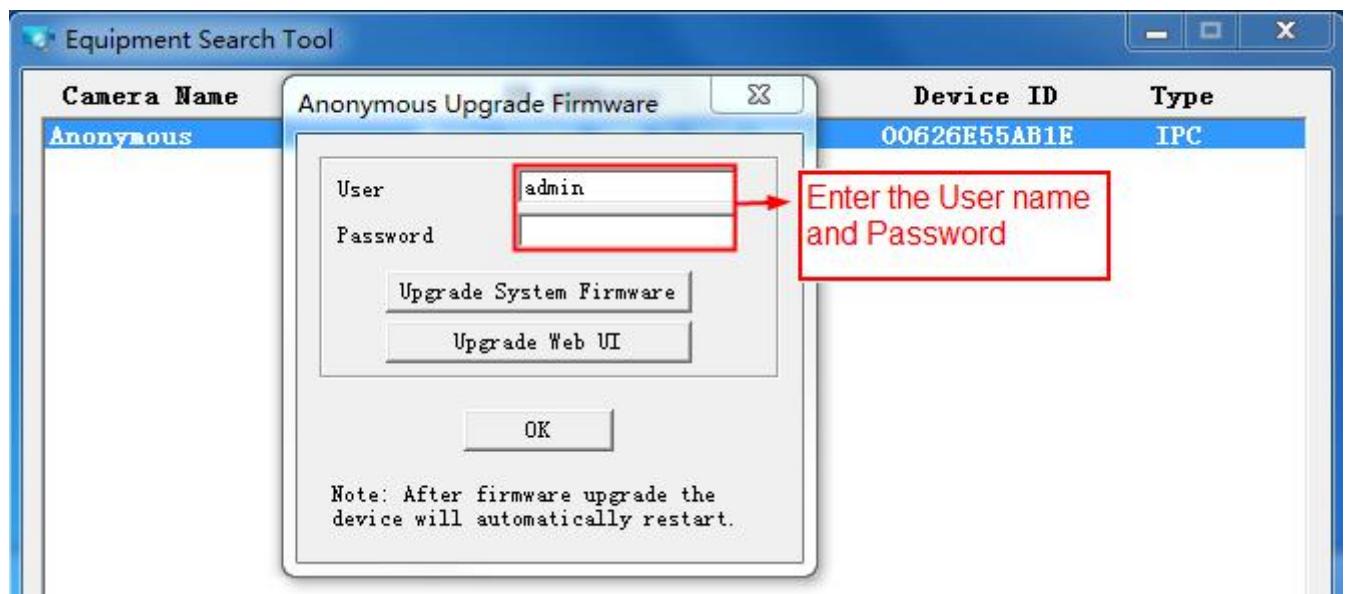 Equipment Search Tool
Camera Name Device ID Type
Anonymous Upgrade Firmware
Anonymous 00626E55AB1E IPC
User admin
Enter the User name
and Password
Password
Upgrade System Firmware
Upgrade Web UI
OK
Note: After firmware upgrade the
device will automatically restart.